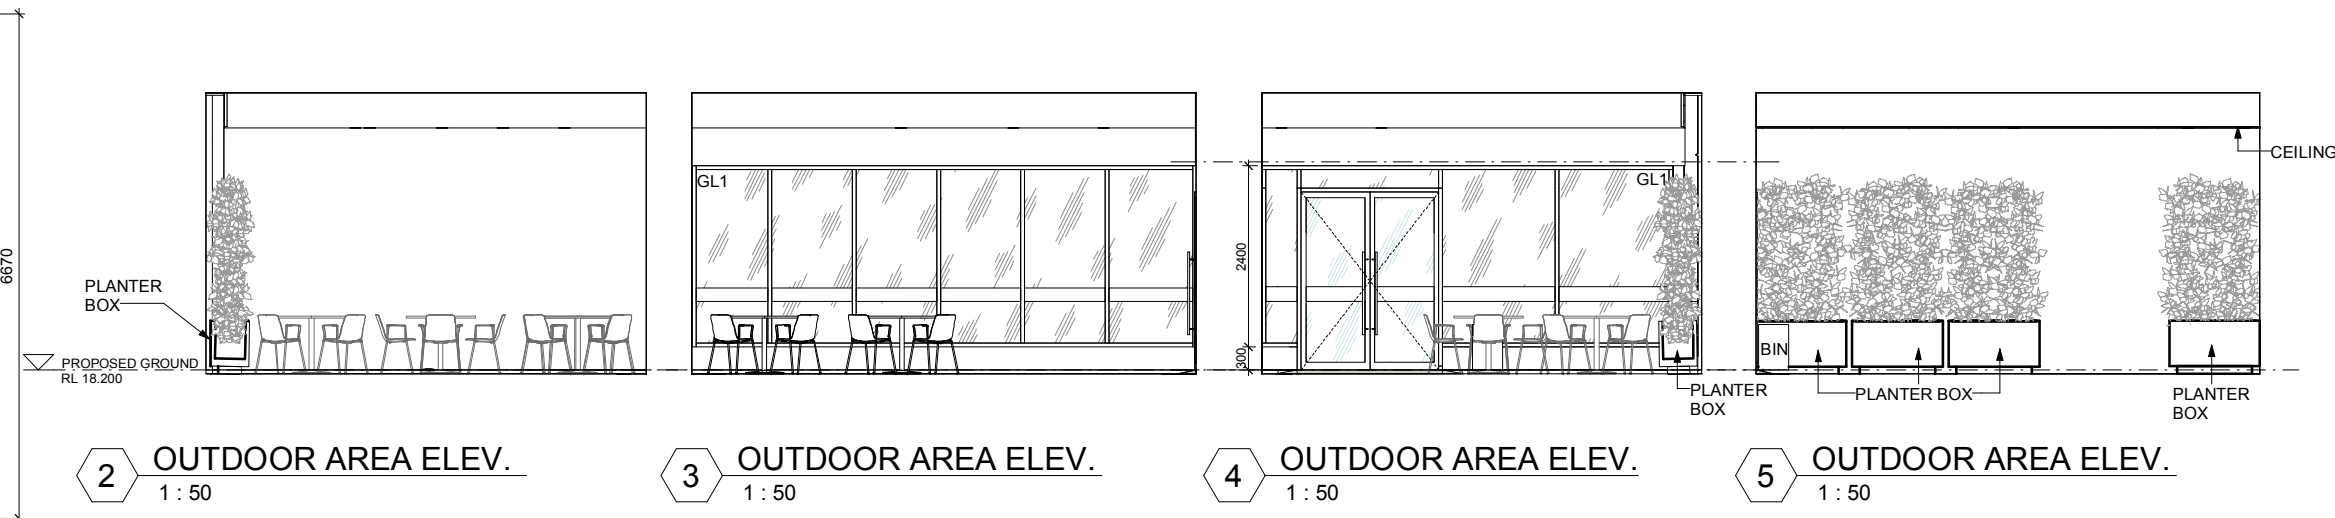 6670
PLANTER
BOX
PROPOSED GROUND
RL 18.200
GL1
2400
300
GL1
PLANTER
BOX
CEILING
BIN
PLANTER BOX
PLANTER
BOX
2 OUTDOOR AREA ELEV.
1 : 50
3 OUTDOOR AREA ELEV.
1 : 50
4 OUTDOOR AREA ELEV.
1 : 50
5 OUTDOOR AREA ELEV.
1 : 50